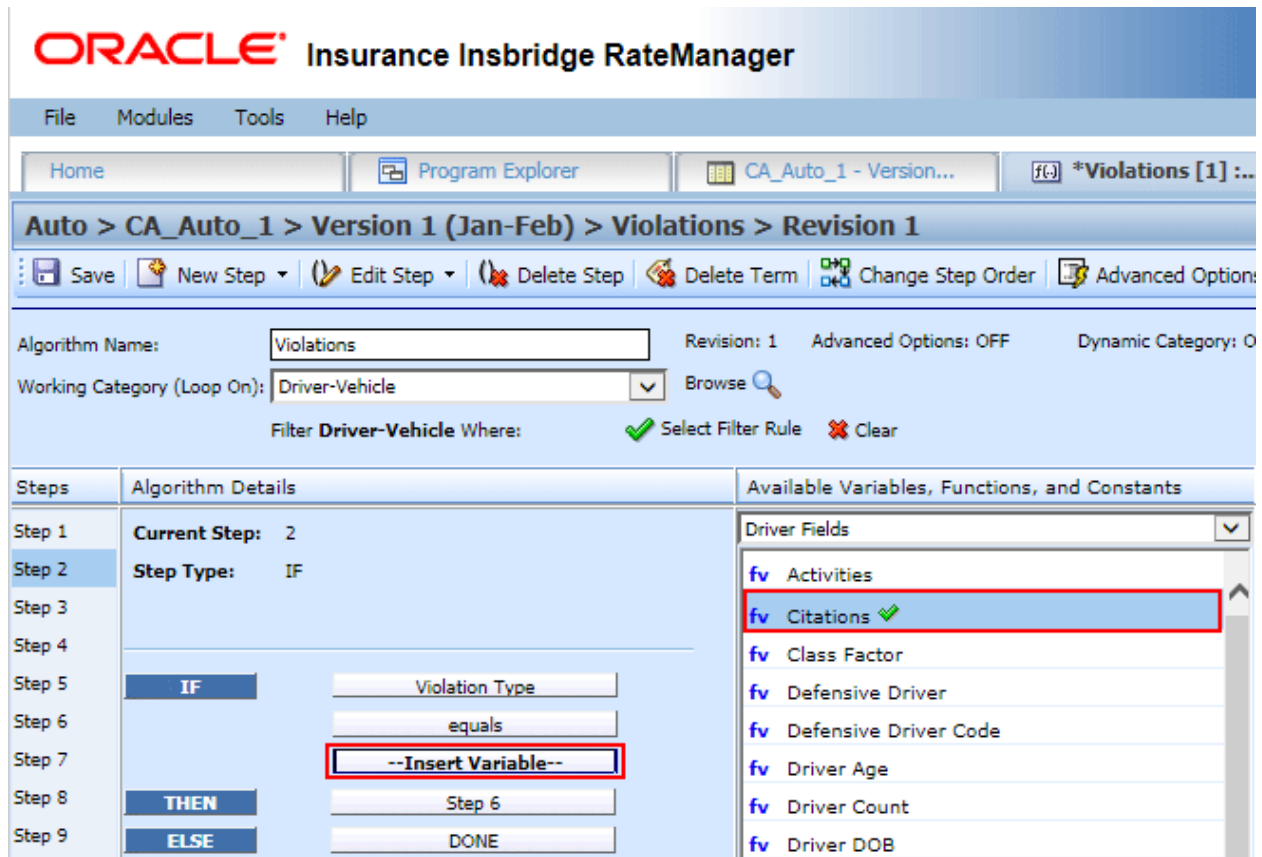 ORACLE Insurance Insbridge RateManager
File Modules Tools Help
Home Program Explorer CA_Auto_1 - Version... f(.) *Violations [1] :...
Auto > CA_Auto_1 > Version 1 (Jan-Feb) > Violations > Revision 1
Save New Step Edit Step Delete Step Delete Term Change Step Order Advanced Option
Algorithm Name: Violations Revision: 1 Advanced Options: OFF Dynamic Category: O
Working Category (Loop On): Driver-Vehicle Browse
Filter Driver-Vehicle Where: Select Filter Rule Clear
Steps Algorithm Details Available Variables, Functions, and Constants
Step 1 Current Step: 2 Driver Fields
Step 2 Step Type: IF fv Activities
Step 3 fv Citations
Step 4 fv Class Factor
Step 5 IF Violation Type fv Defensive Driver
Step 6 equals fv Defensive Driver Code
Step 7 --Insert Variable-- fv Driver Age
Step 8 THEN Step 6 fv Driver Count
Step 9 ELSE DONE fv Driver DOB